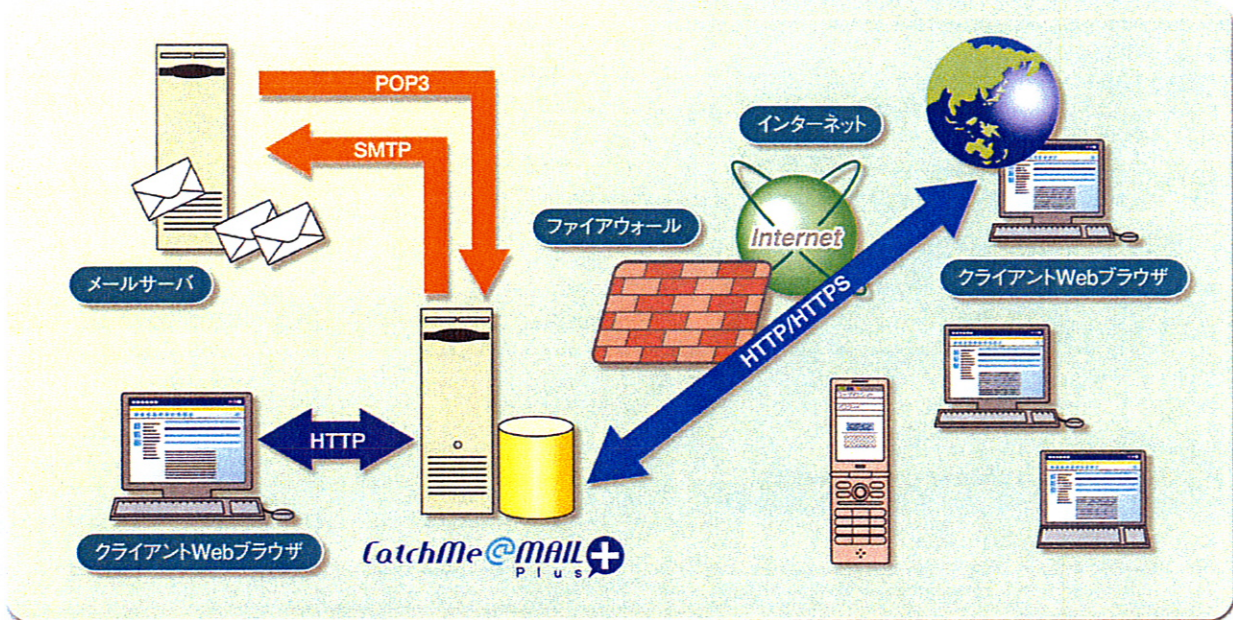 POP3
SMTP
メールサーバ
インターネット
Internet
ファイアウォール
HTTP/HTTPS
クライアントWebブラウザ
HTTP
クライアントWebブラウザ
CatchMe@MAIL
Plus